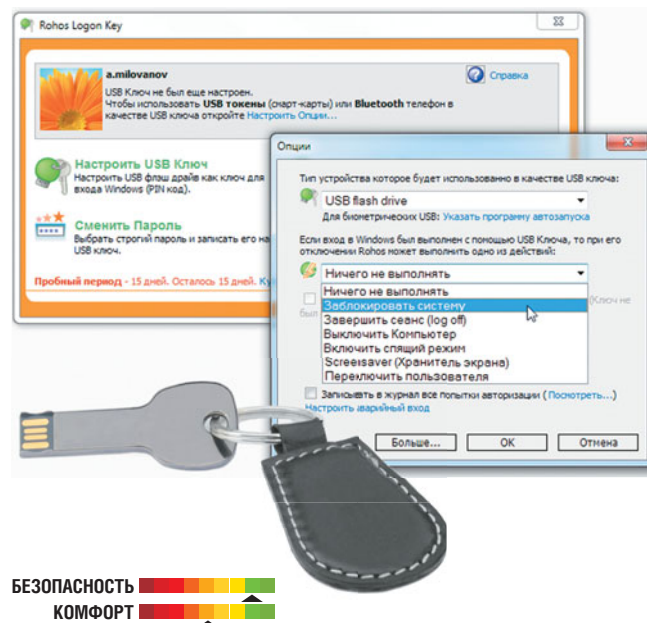 Rohos Logon Key
a.milovanov
Справка
USB Ключ не был еще настроен.
Чтобы использовать USB токены (смарт-карты) или Bluetooth телефон в
качестве USB ключа откройте Настроить Опции...
Настроить USB Ключ
Настроить USB флэш драйв как ключ для
входа Windows (PIN код).
Сменить Пароль
Выбрать строгий пароль и записать его на
USB ключ.
Пробный период - 15 дней. Осталось 15 дней.
Опции
Тип устройства которое будет использованно в качестве USB ключа:
USB flash drive
Для биометрических USB: Указать программу автозапуска
Если вход в Windows был выполнен с помощью USB Ключа, то при его
отключении Rohos может выполнить одно из действий:
Ничего не выполнять
Ничего не выполнять
Заблокировать систему
(Ключ не
был
Завершить сеанс (log off)
Выключить Компьютер
Включить спящий режим
Screensaver (Хранитель экрана)
Переключить пользователя
Записывать в журнал все попытки авторизации ( Посмотреть...)
Настроить аварийный вход
Больше...
OK
Отмена
БЕЗОПАСНОСТЬ
КОМФОРТ